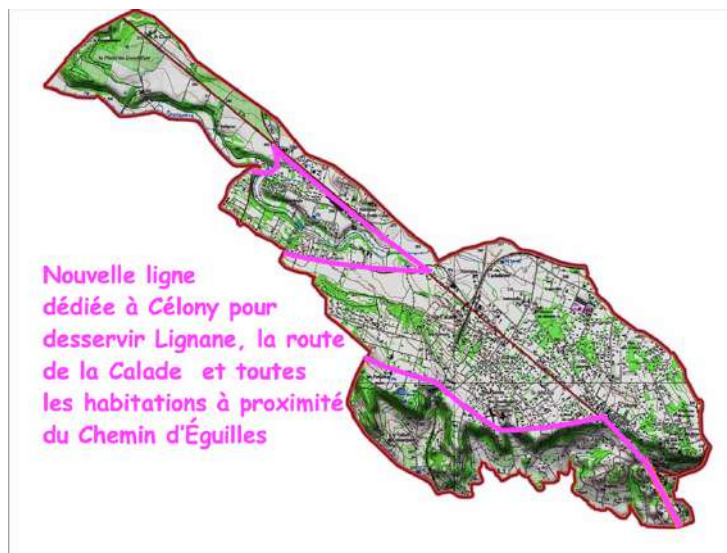 Nouvelle ligne
dédiée à Célony pour
desservir Lignane, la route
de la Calade et toutes
les habitations à proximité
du Chemin d'Éguilles